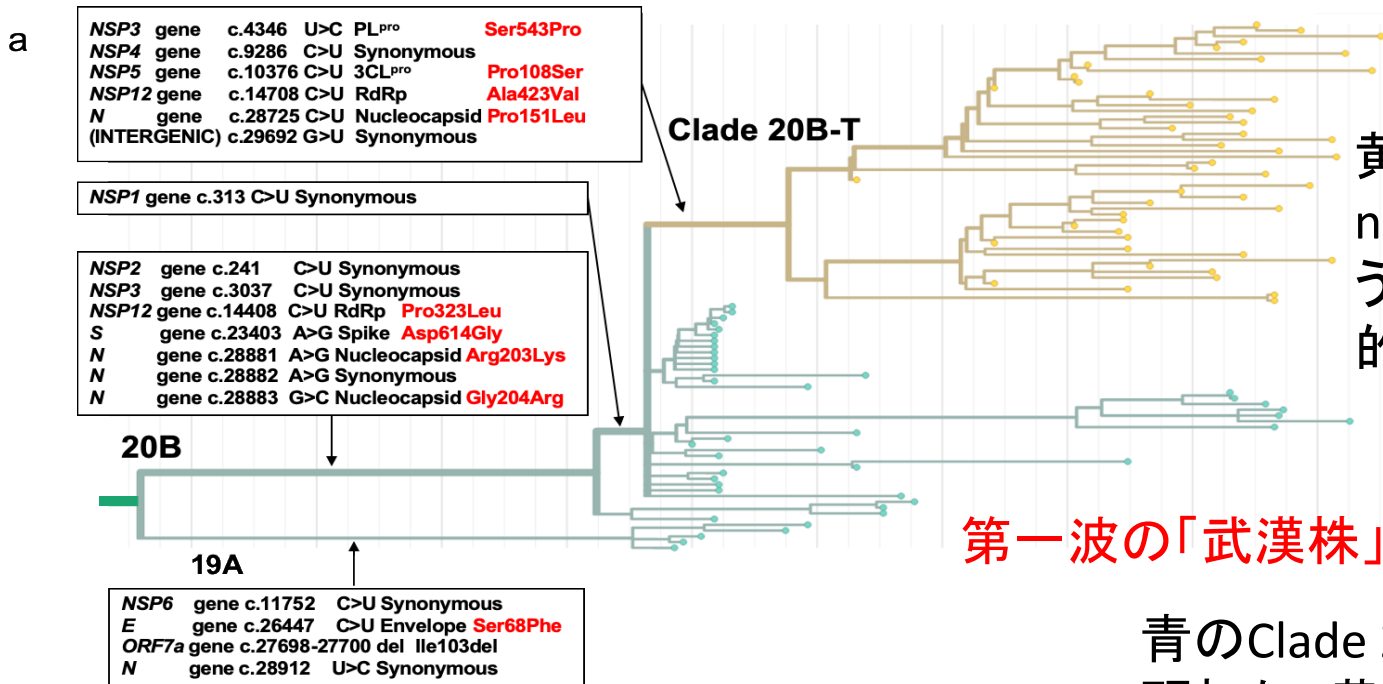 a
NSP3 gene c.4346 U>C PLpro Ser543Pro
NSP4 gene c.9286 C>U Synonymous
NSP5 gene c.10376 C>U 3CLpro Pro108Ser
NSP12 gene c.14708 C>U RdRp Ala423Val
N gene c.28725 C>U Nucleocapsid Pro151Leu
(INTERGENIC) c.29692 G>U Synonymous
Clade 20B-T
NSP1 gene c.313 C>U Synonymous
NSP2 gene c.241 C>U Synonymous
NSP3 gene c.3037 C>U Synonymous
NSP12 gene c.14408 C>U RdRp Pro323Leu
S gene c.23403 A>G Spike Asp614Gly
N gene c.28881 A>G Nucleocapsid Arg203Lys
N gene c.28882 A>G Synonymous
N gene c.28883 G>C Nucleocapsid Gly204Arg
黄
n
う
的
20B
19A
第一波の「武漢株」
NSP6 gene c.11752 C>U Synonymous
E gene c.26447 C>U Envelope Ser68Phe
ORF7a gene c.27698-27700 del Ile103del
N gene c.28912 U>C Synonymous
青のClade